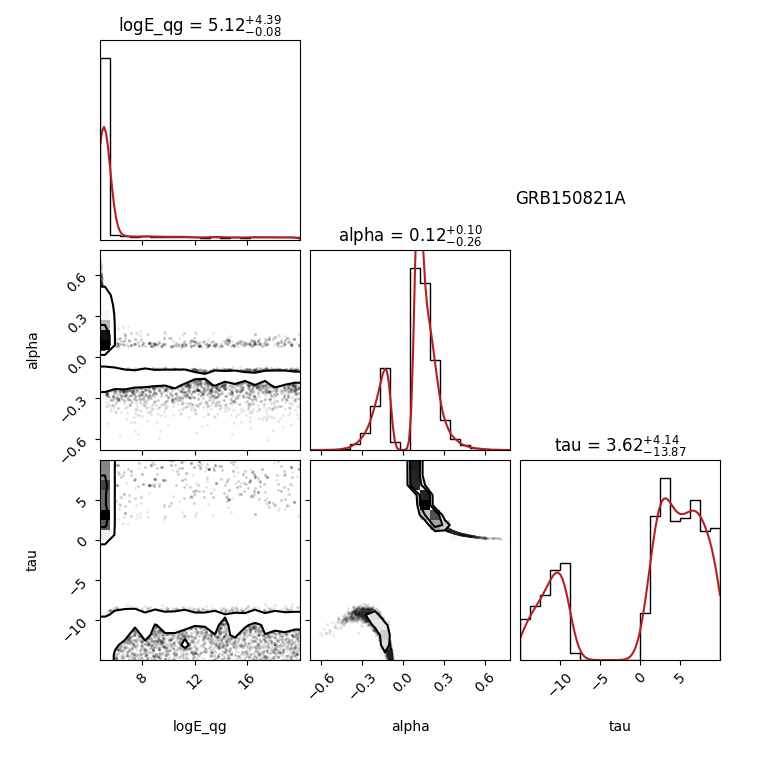 logE_qg = 5.12+4.39−0.08
GRB150821A
alpha = 0.12+0.10−0.26
alpha
0.6
0.3
0.0
−0.3
−0.6
tau = 3.62+4.14−13.87
tau
5
0
−5
−10
8
12
16
logE_qg
−0.6
−0.3
0.0
0.3
0.6
alpha
−10
−5
0
5
tau